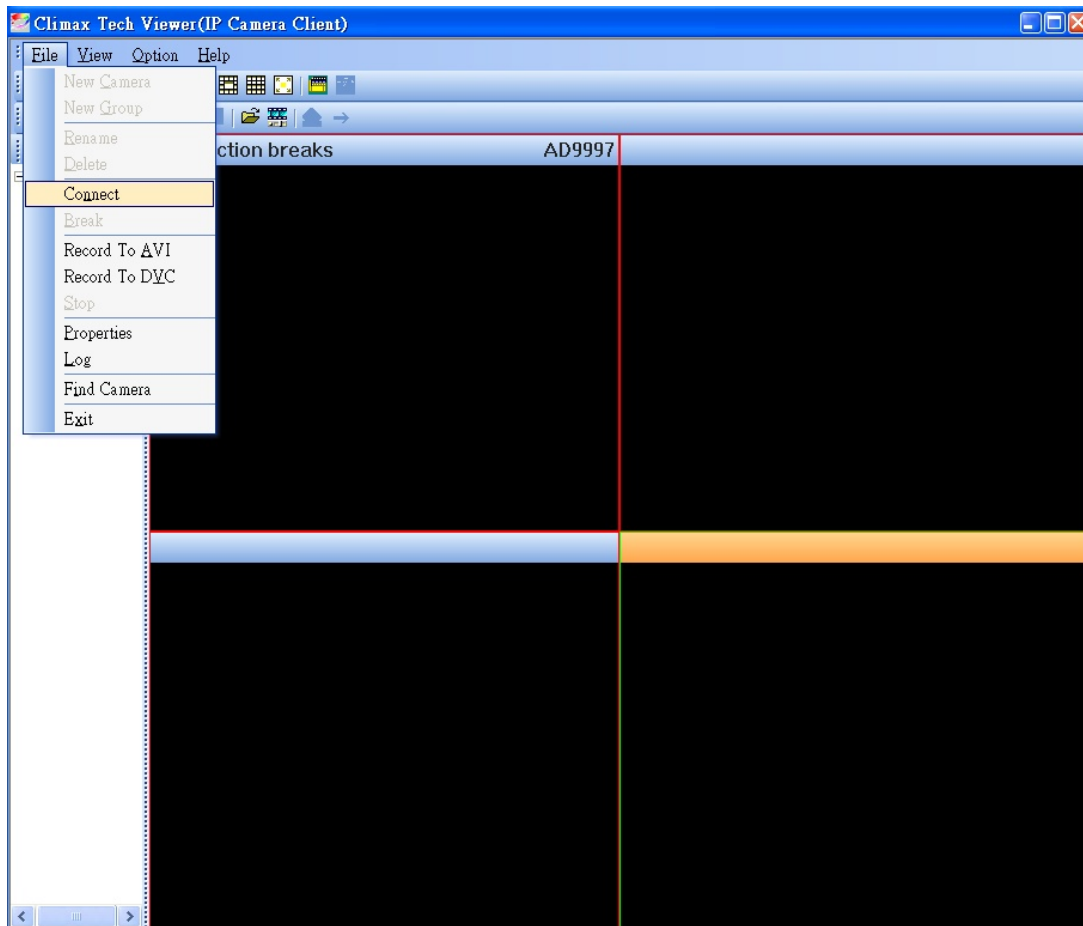 Climax Tech Viewer(IP Camera Client)
File View Option Help
New Camera
New Group
Rename
Delete
Connect
Break
Record To AVI
Record To DVC
Stop
Properties
Log
Find Camera
Exit
ction breaks AD9997